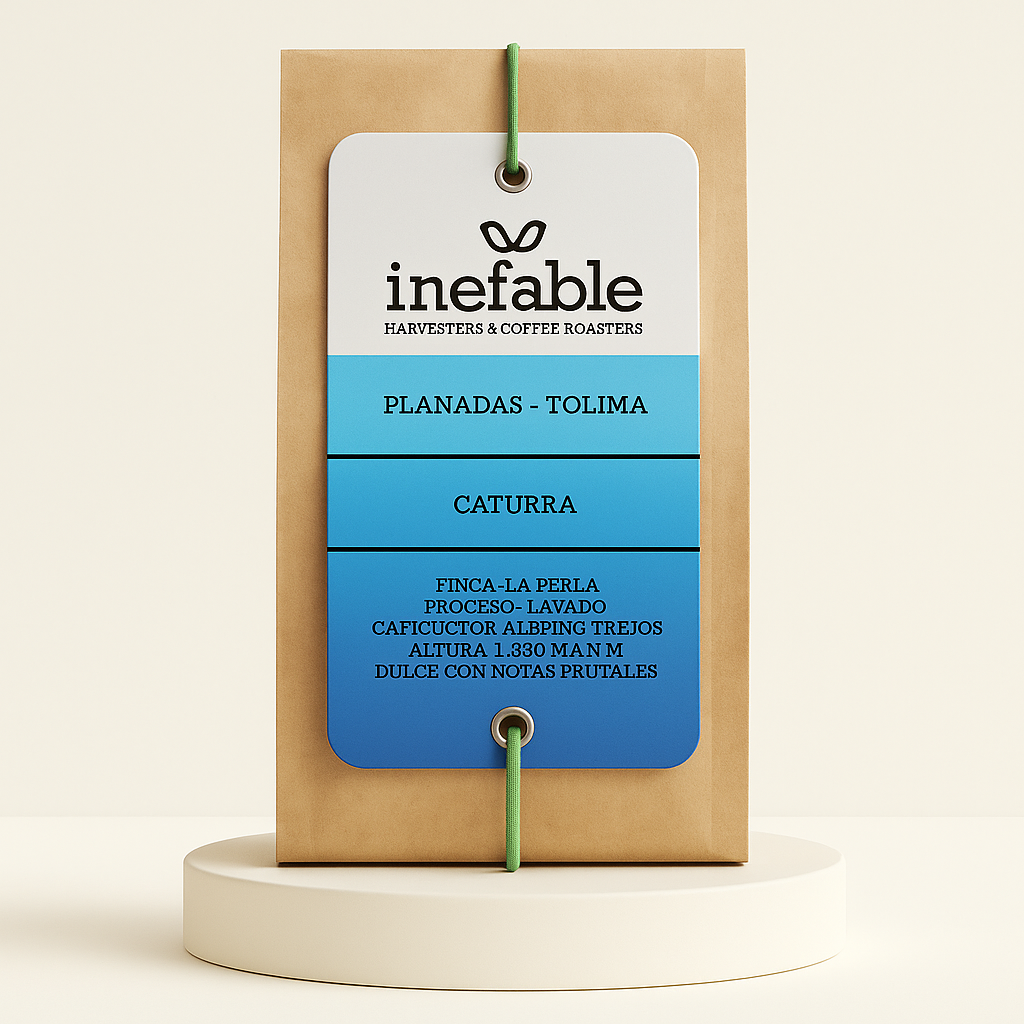 inefable
HARVESTERS & COFFEE ROASTERS
PLANADAS - TOLIMA
CATURRA
FINCA-LA PERLA
PROCESO- LAVADO
CAFICUCTOR ALBPING TREJOS
ALTURA 1.330 MANM
DULCE CON NOTAS PRUTALES